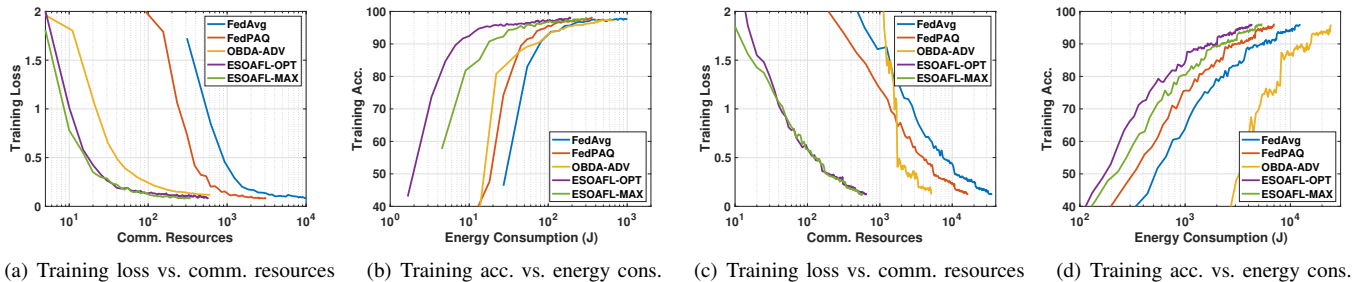 2
1.5
1
0.5
0
Training Loss
10^1
10^2
10^3
10^4
Comm. Resources
FedAvg
FedPAQ
OBDA-ADV
ESOAFL-OPT
ESOAFL-MAX
(a) Training loss vs. comm. resources
100
90
80
70
60
50
40
Training Acc.
10^0
10^1
10^2
10^3
Energy Consumption (J)
FedAvg
FedPAQ
OBDA-ADV
ESOAFL-OPT
ESOAFL-MAX
(b) Training acc. vs. energy cons.
2
1.5
1
0.5
0
Training Loss
10^1
10^2
10^3
10^4
Comm. Resources
FedAvg
FedPAQ
OBDA-ADV
ESOAFL-OPT
ESOAFL-MAX
(c) Training loss vs. comm. resources
100
90
80
70
60
50
40
Training Acc.
10^2
10^3
10^4
Energy Consumption (J)
FedAvg
FedPAQ
OBDA-ADV
ESOAFL-OPT
ESOAFL-MAX
(d) Training acc. vs. energy cons.